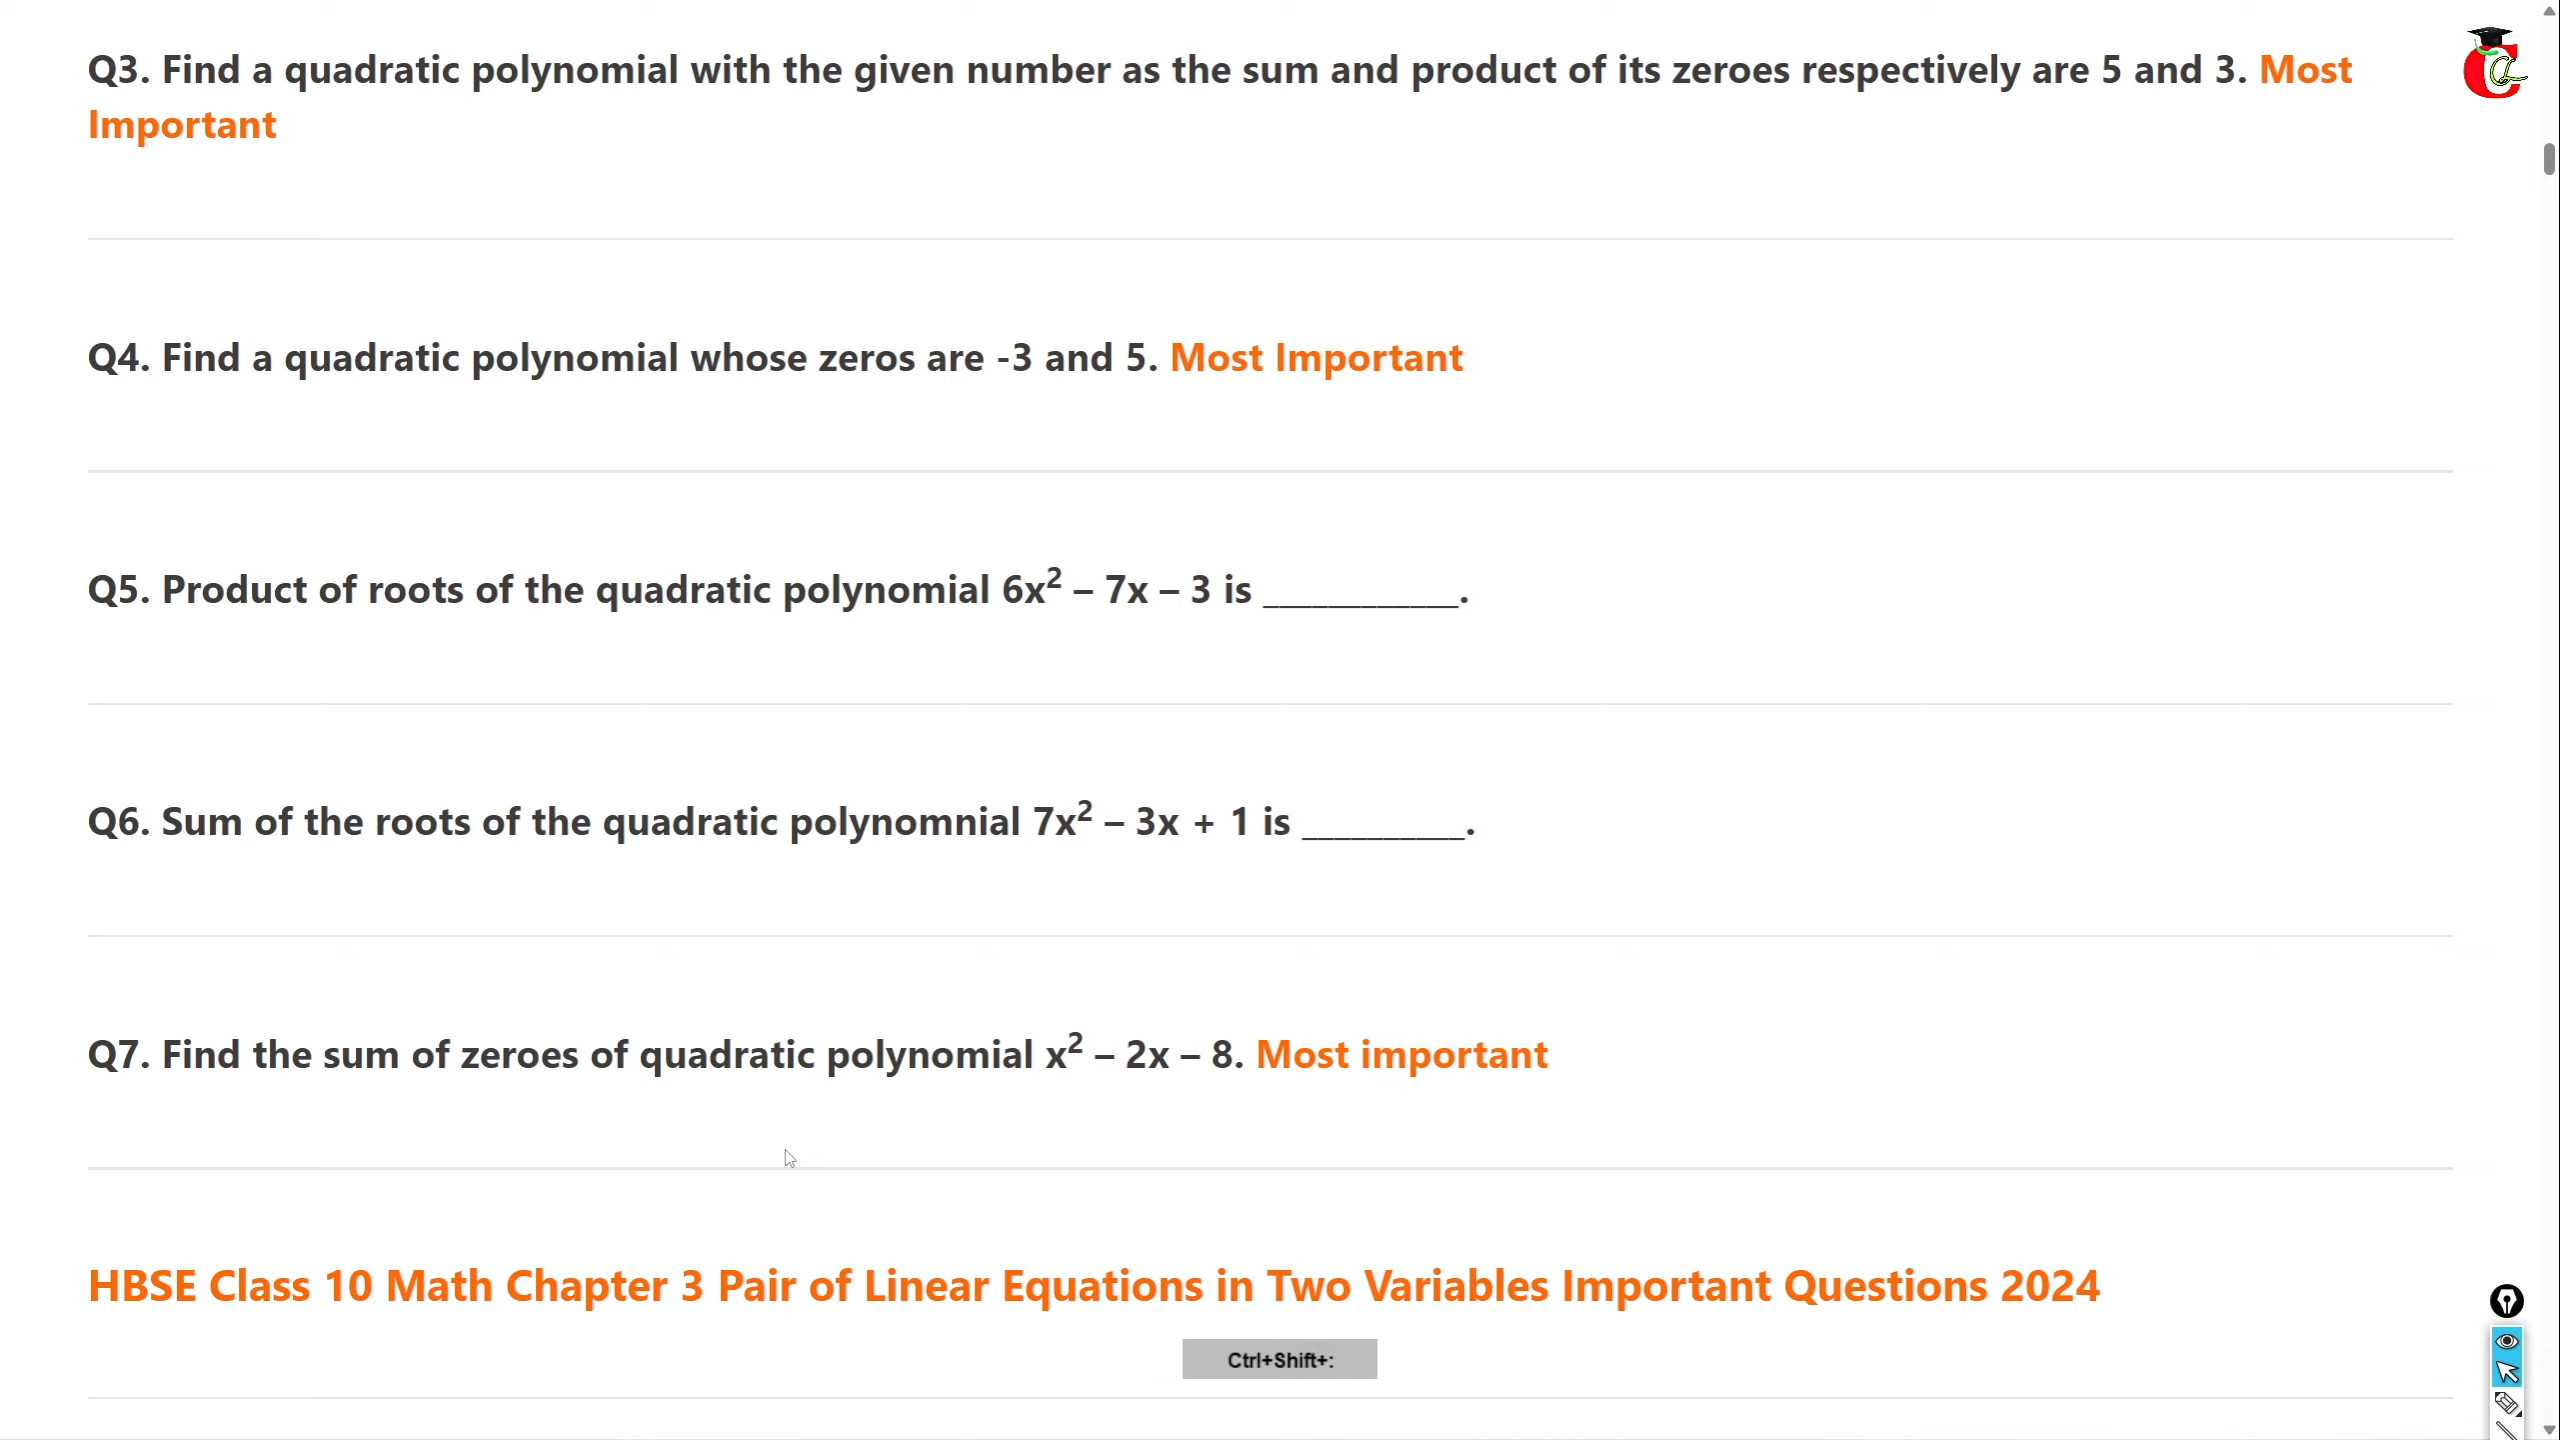 Q3. Find a quadratic polynomial with the given number as the sum and product of its zeroes respectively are 5 and 3. Most
Important
Q4. Find a quadratic polynomial whose zeros are -3 and 5. Most Important
Q5. Product of roots of the quadratic polynomial 6x² – 7x – 3 is ____________.
Q6. Sum of the roots of the quadratic polynomnial 7x² – 3x + 1 is __________.
Q7. Find the sum of zeroes of quadratic polynomial x² – 2x – 8. Most important
HBSE Class 10 Math Chapter 3 Pair of Linear Equations in Two Variables Important Questions 2024
Ctrl+Shift+: